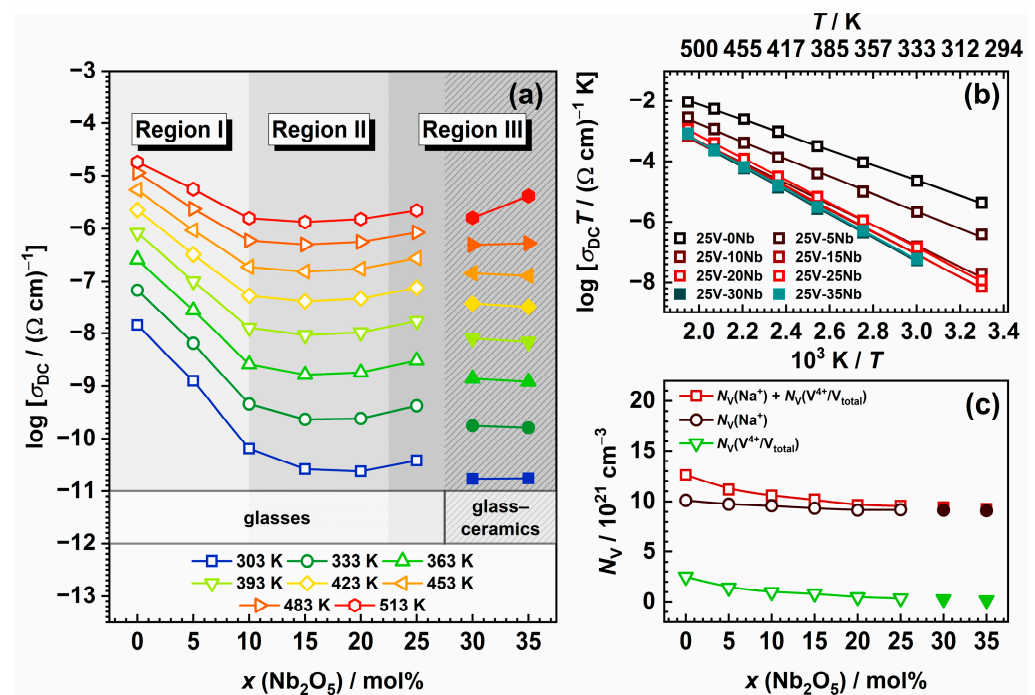 (a)
Region I
Region II
Region III
log [σDC / (Ω cm)⁻¹]
−3
−4
−5
−6
−7
−8
−9
−10
−11
−12
−13
glasses
glass–
ceramics
303 K
333 K
363 K
393 K
423 K
453 K
483 K
513 K
0 5 10 15 20 25 30 35
x (Nb₂O₅) / mol%
T / K
500 455 417 385 357 333 312 294
(b)
log [σDCT / (Ω cm)⁻¹ K]
−2
−4
−6
−8
25V-0Nb 25V-5Nb
25V-10Nb 25V-15Nb
25V-20Nb 25V-25Nb
25V-30Nb 25V-35Nb
2.0 2.2 2.4 2.6 2.8 3.0 3.2 3.4
10³ K / T
(c)
NV(Na⁺) + NV(V⁴⁺/Vtotal)
NV(Na⁺)
NV(V⁴⁺/Vtotal)
NV / 10²¹ cm⁻³
20
15
10
5
0
0 5 10 15 20 25 30 35
x (Nb₂O₅) / mol%